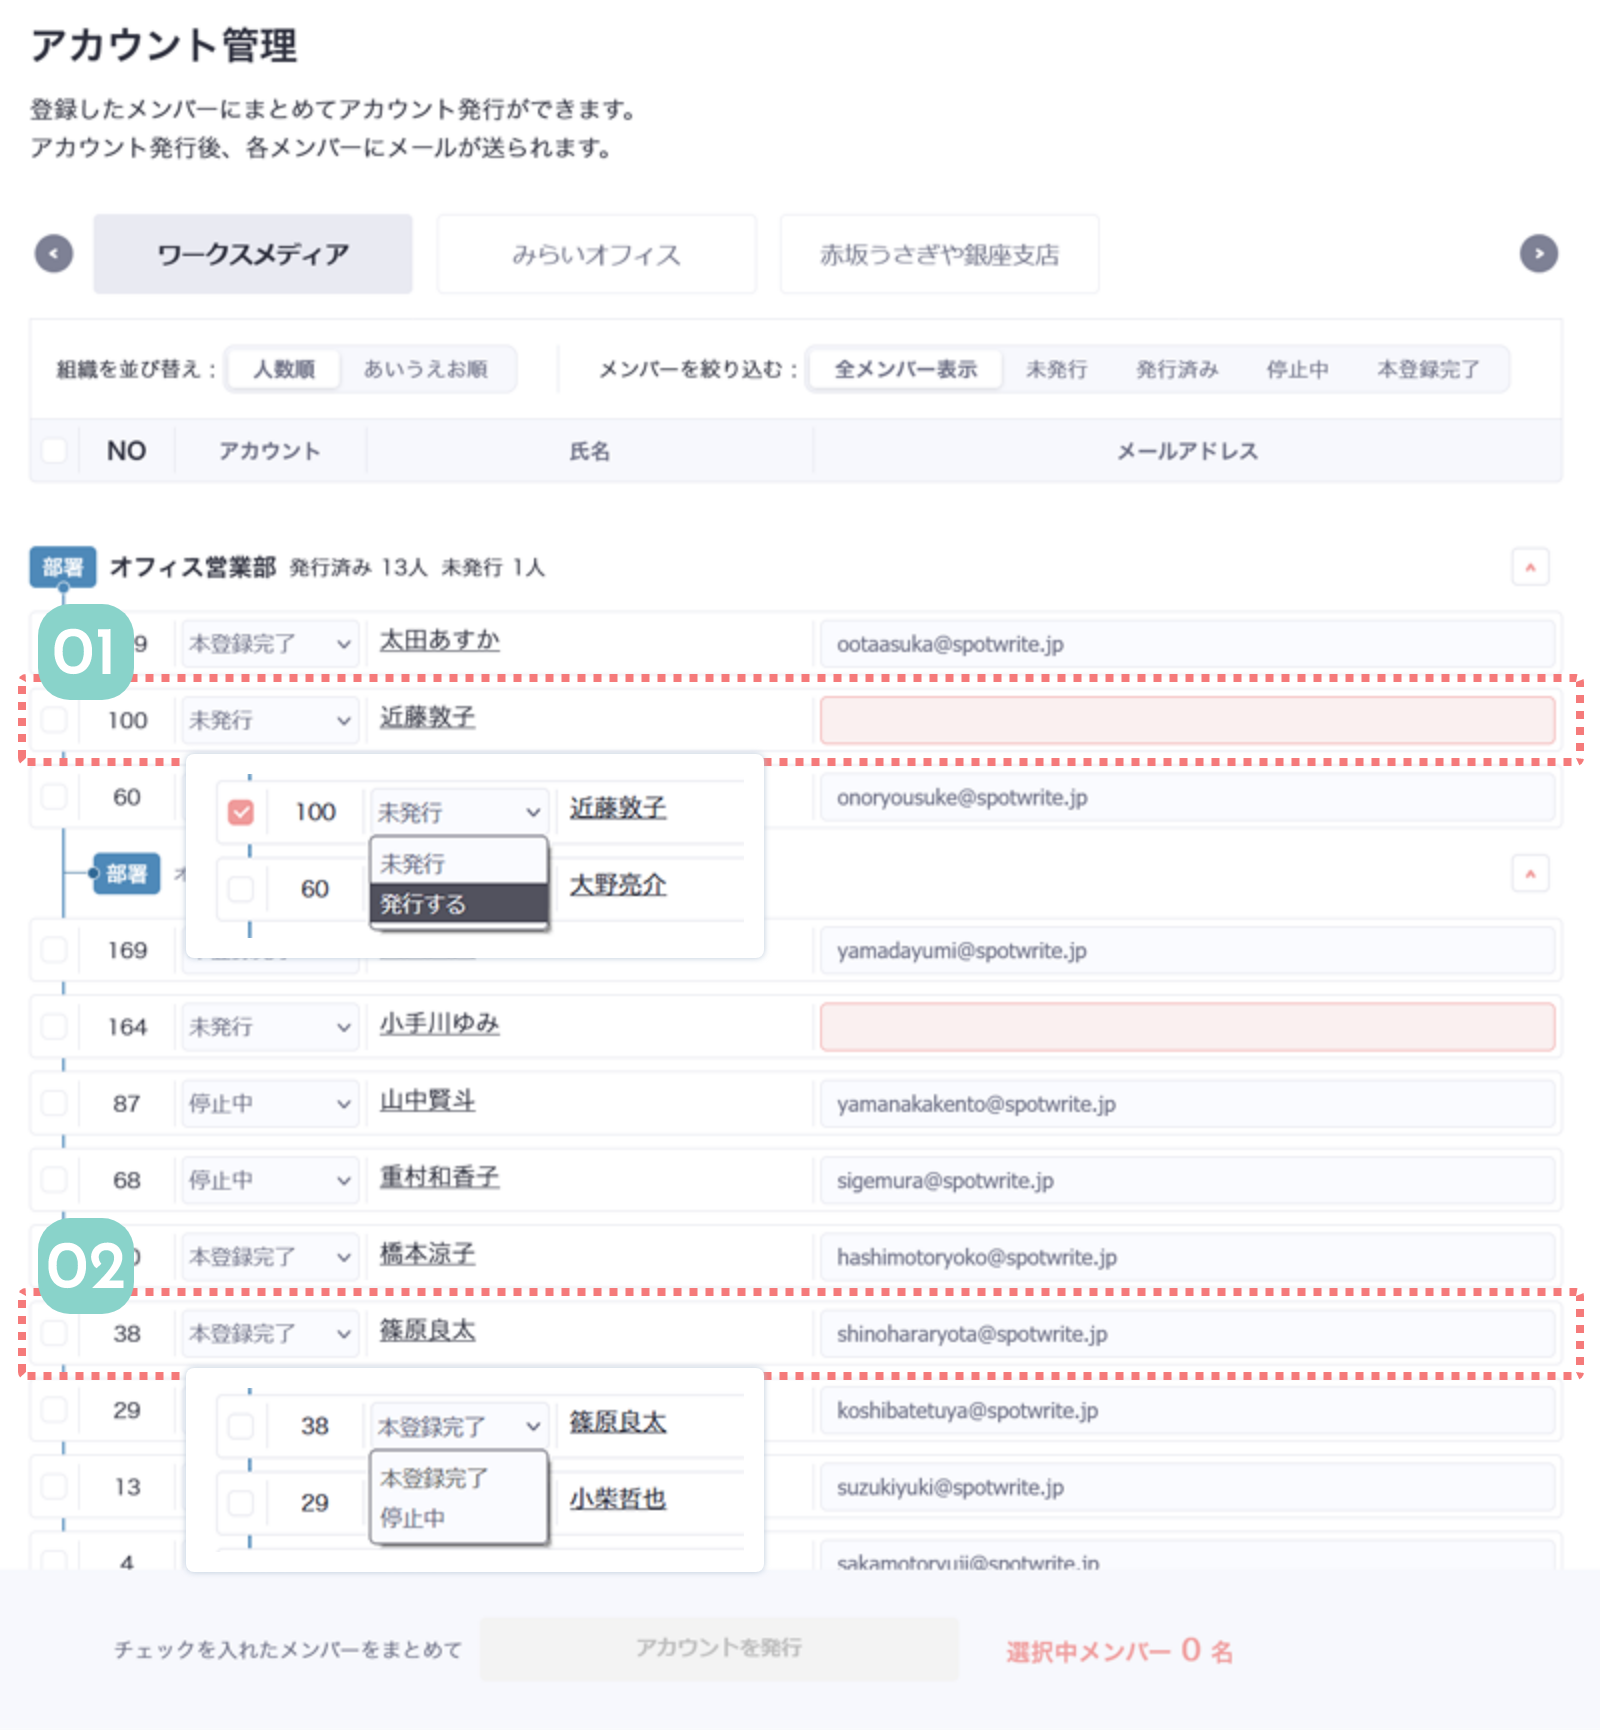 アカウント管理
登録したメンバーにまとめてアカウント発行ができます。
アカウント発行後、各メンバーにメールが送られます。
ワークスメディア
みらいオフィス
赤坂うさぎや銀座支店
組織を並び替え : 人数順 あいうえお順 メンバーを絞り込む : 全メンバー表示 未発行 発行済み 停止中 本登録完了
NO アカウント 氏名 メールアドレス
部署 オフィス営業部 発行済み 13人 未発行 1人
01
9 本登録完了 太田あすか ootaasuka@spotwrite.jp
100 未発行 近藤敦子
60 onoryousuke@spotwrite.jp
100 未発行 近藤敦子
未発行
発行する
60 大野亮介
部署 オ
169 yamadayumi@spotwrite.jp
164 未発行 小手川ゆみ
87 停止中 山中賢斗 yamanakakento@spotwrite.jp
68 停止中 重村和香子 sigemura@spotwrite.jp
02
0 本登録完了 橋本涼子 hashimotoryoko@spotwrite.jp
38 本登録完了 篠原良太 shinohararyota@spotwrite.jp
29 koshibatetuya@spotwrite.jp
38 本登録完了 篠原良太
本登録完了
停止中
29 小柴哲也
13 suzukiyuki@spotwrite.jp
4 sakamotoryuji@spotwrite.jp
チェックを入れたメンバーをまとめて アカウントを発行 選択中メンバー 0 名